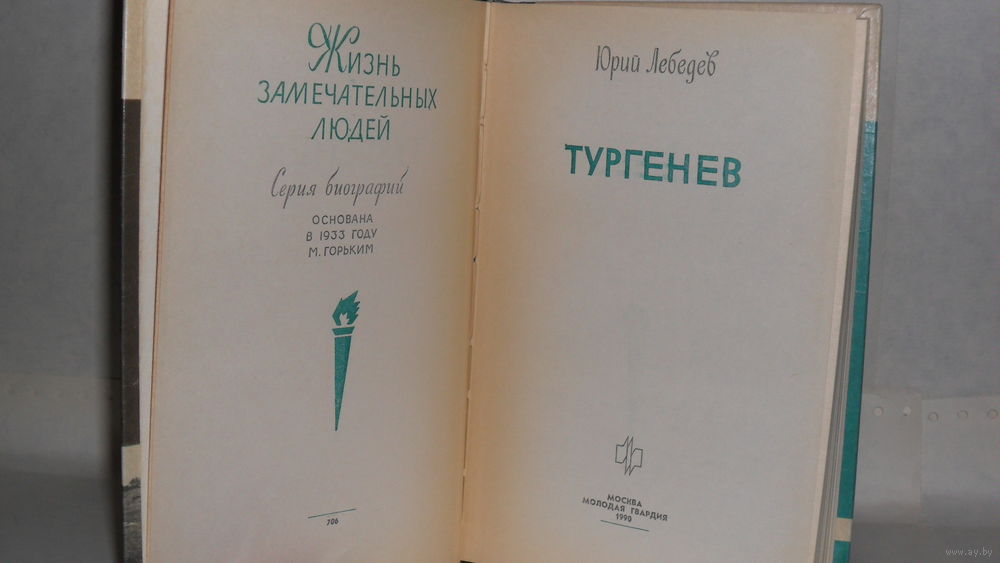 Жизнь
ЗАМЕЧАТЕЛЬНЫХ
ЛЮДЕЙ
Серия биографий
ОСНОВАНА
В 1933 ГОДУ
М. ГОРЬКИМ
706
Юрий Лебедев
ТУРГЕНЕВ
МОСКВА
МОЛОДАЯ ГВАРДИЯ
1990
www.ay.by